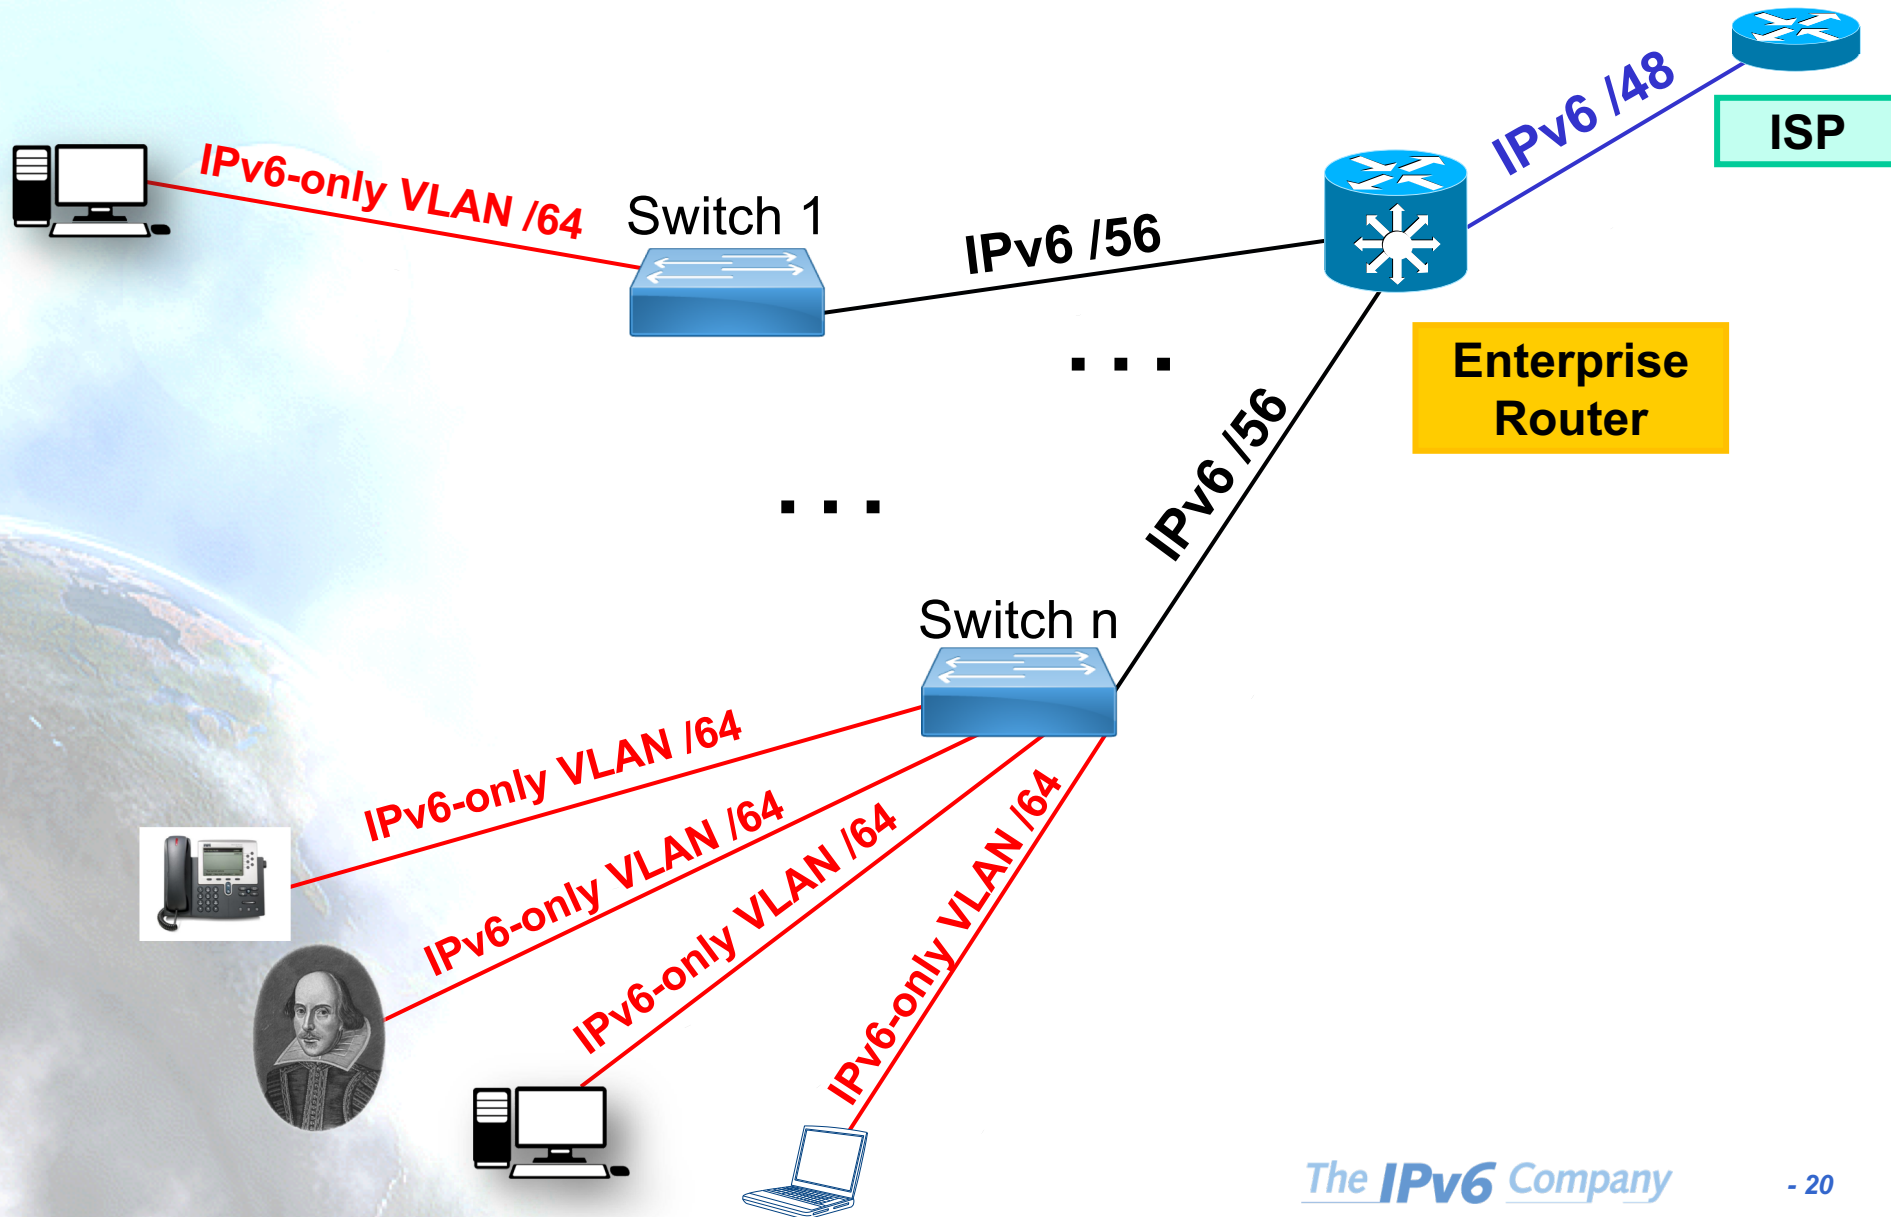 IPv6 /48
ISP
IPv6-only VLAN /64
Switch 1
IPv6 /56
. . .
Enterprise
Router
IPv6 /56
. . .
Switch n
IPv6-only VLAN /64
IPv6-only VLAN /64
IPv6-only VLAN /64
IPv6-only VLAN /64
The IPv6 Company
- 20